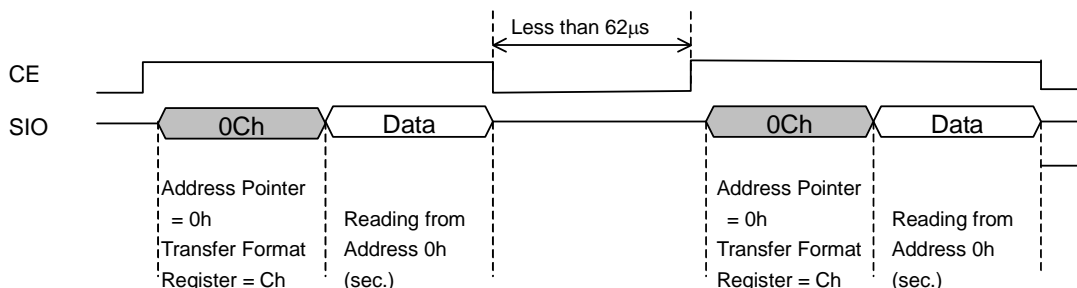 Less than 62µs
CE
SIO
0Ch
Data
0Ch
Data
Address Pointer
= 0h
Transfer Format
Register = Ch
Reading from
Address 0h
(sec.)
Address Pointer
= 0h
Transfer Format
Register = Ch
Reading from
Address 0h
(sec.)